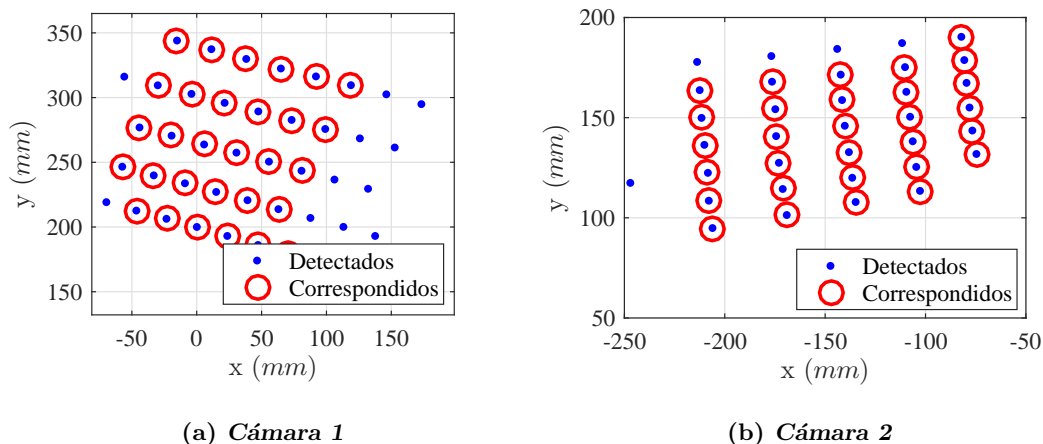 350
300
250
200
150
y (mm)
-50 0 50 100 150
x (mm)
Detectados
Correspondidos
200
150
100
50
y (mm)
-250 -200 -150 -100 -50
x (mm)
Detectados
Correspondidos
(a) Cámara 1
(b) Cámara 2